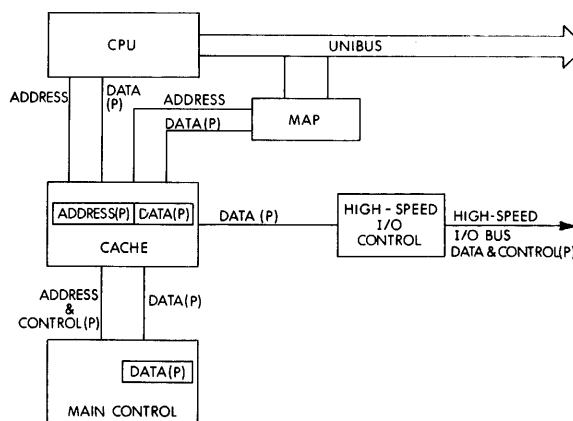 CPU
UNIBUS
ADDRESS
DATA
(P)
ADDRESS
DATA(P)
MAP
ADDRESS(P)
DATA(P)
CACHE
DATA (P)
HIGH-SPEED
I/O
CONTROL
HIGH-SPEED
I/O BUS
DATA & CONTROL(P)
ADDRESS
&
CONTROL(P)
DATA(P)
DATA(P)
MAIN CONTROL